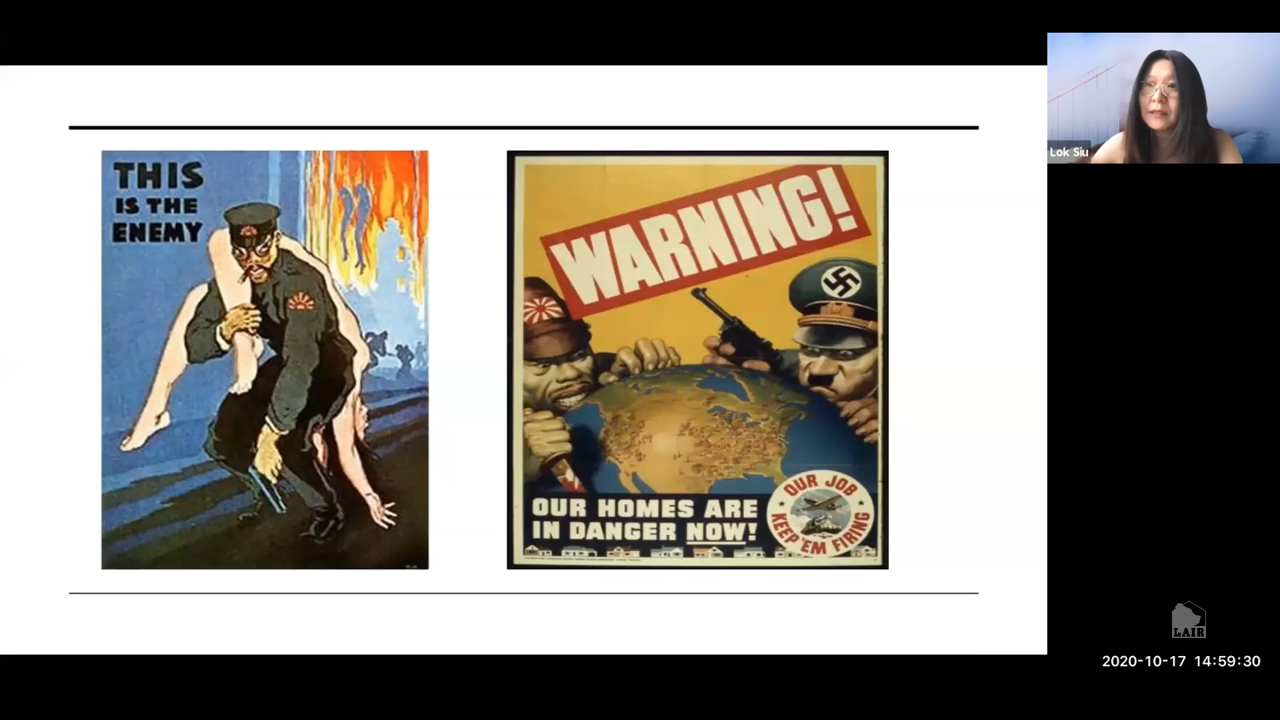 THIS
IS THE
ENEMY
WARNING!
OUR HOMES ARE
IN DANGER NOW!
OUR JOB
KEEP 'EM FIRING
Lok Siu
LAIR
2020-10-17 14:59:30